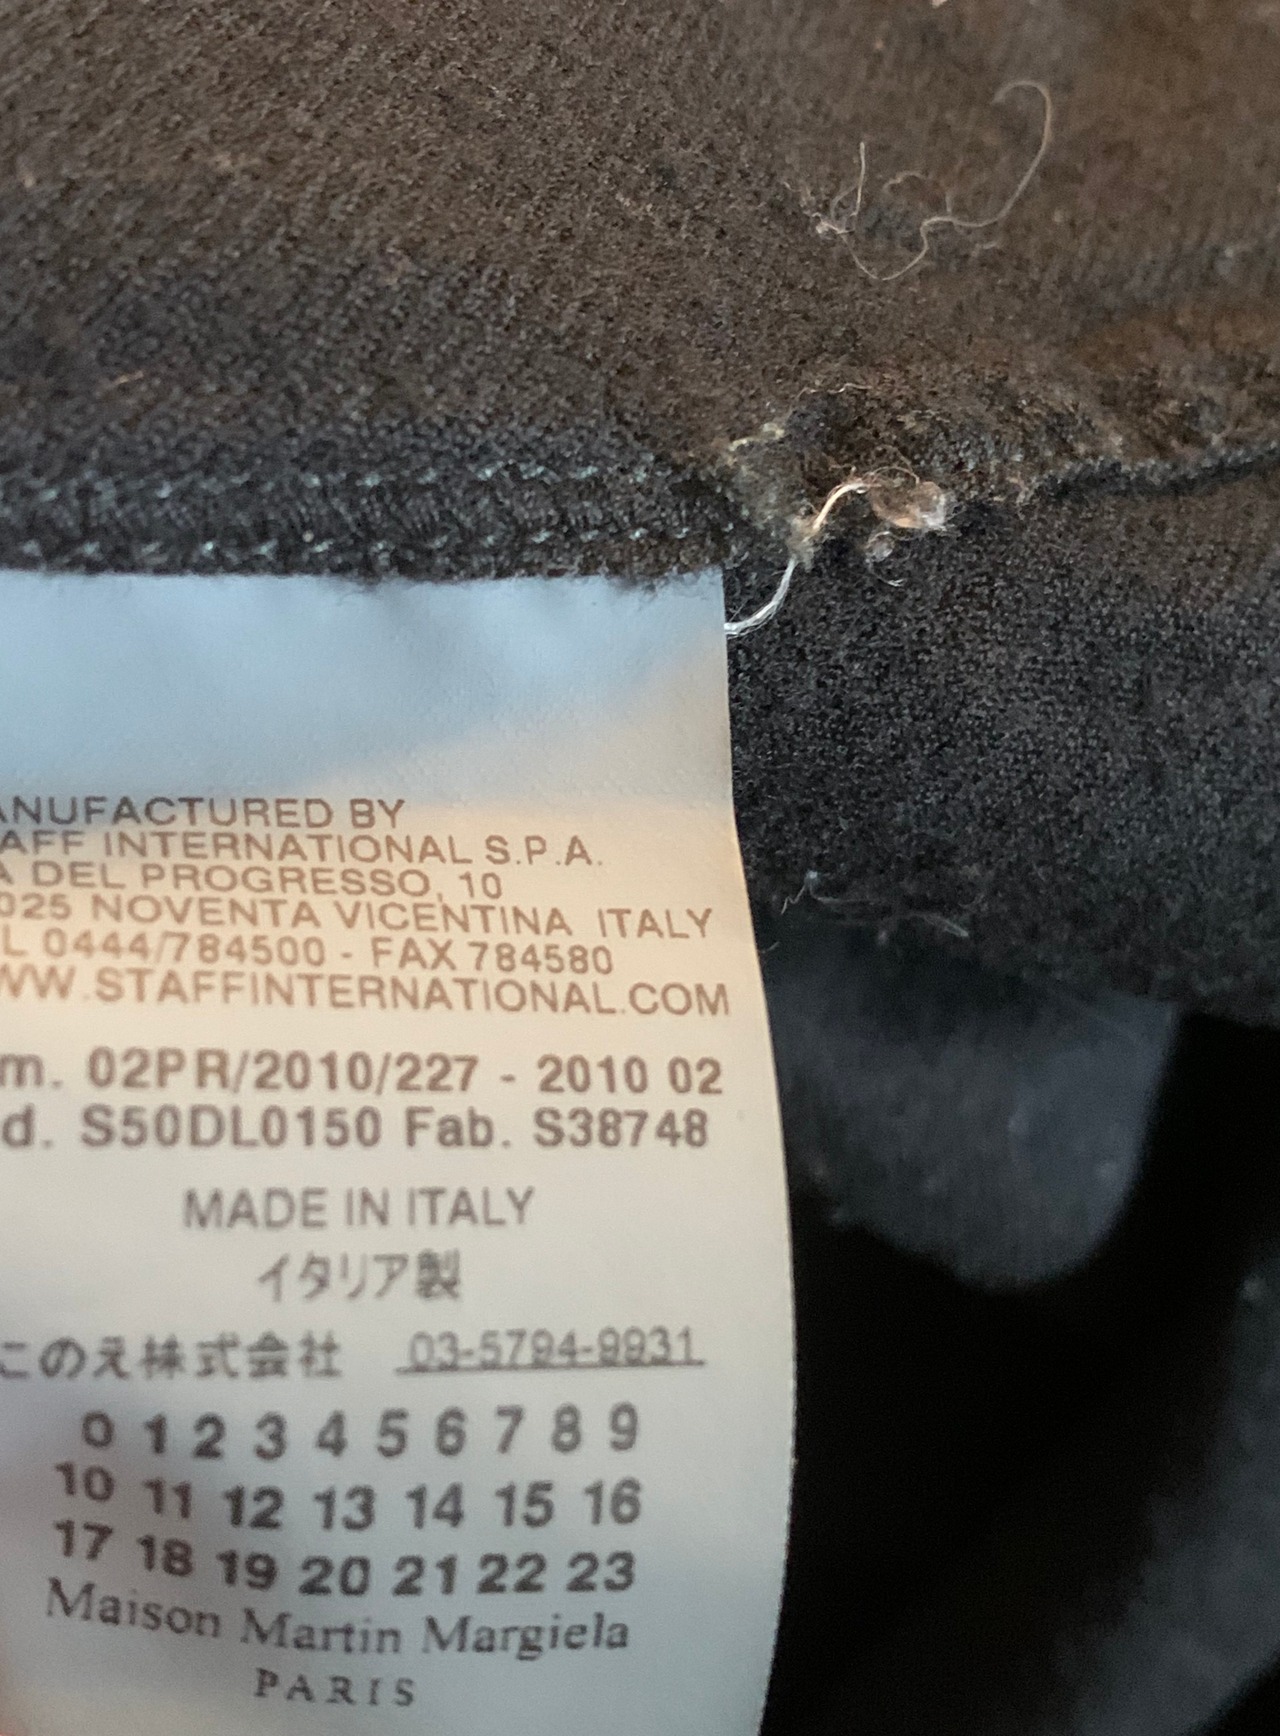 ANUFACTURED BY
AFF INTERNATIONAL S.P.A.
A DEL PROGRESSO, 10
025 NOVENTA VICENTINA ITALY
L 0444/784500 - FAX 784580
WW.STAFFINTERNATIONAL.COM
m. 02PR/2010/227 - 2010 02
d. S50DL0150 Fab. S38748
MADE IN ITALY
イタリア製
このえ株式会社 03-5794-9931
0 1 2 3 4 5 6 7 8 9
10 11 12 13 14 15 16
17 18 19 20 21 22 23
Maison Martin Margiela
PARIS